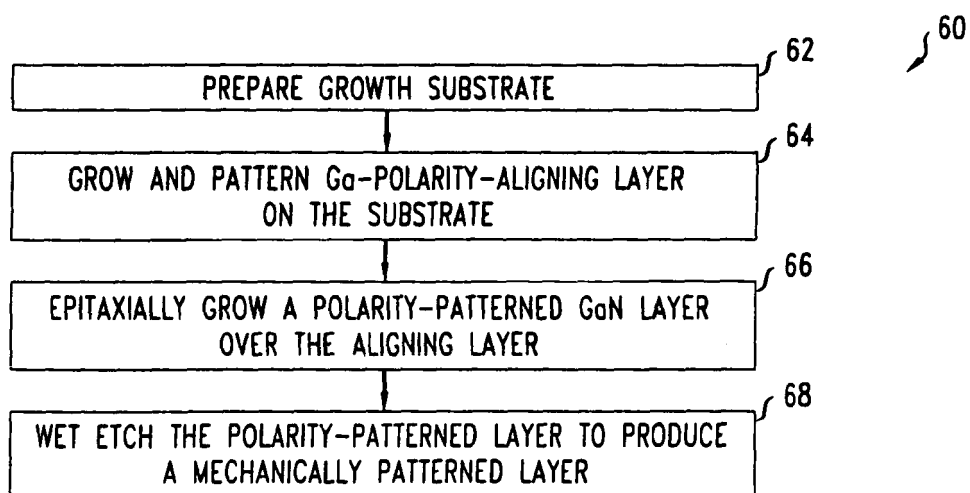 60
62
PREPARE GROWTH SUBSTRATE
64
GROW AND PATTERN Ga-POLARITY-ALIGNING LAYER
ON THE SUBSTRATE
66
EPITAXIALLY GROW A POLARITY-PATTERNED GaN LAYER
OVER THE ALIGNING LAYER
68
WET ETCH THE POLARITY-PATTERNED LAYER TO PRODUCE
A MECHANICALLY PATTERNED LAYER